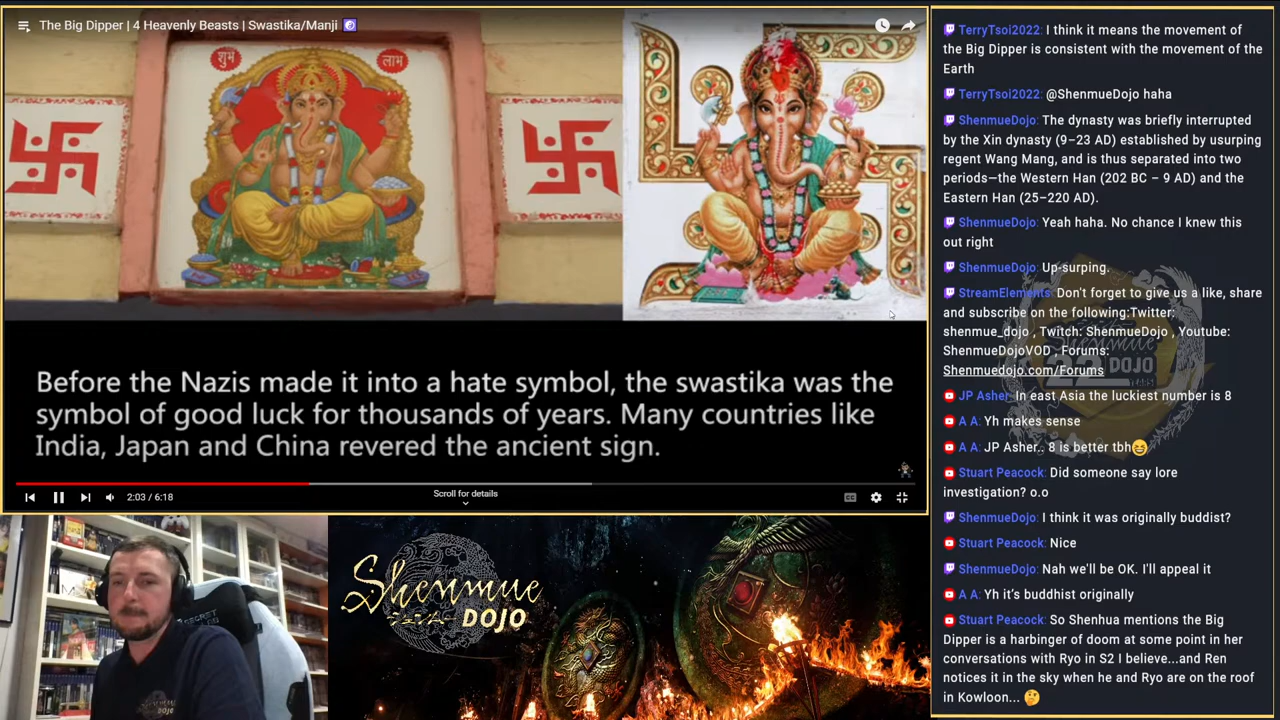 The Big Dipper | 4 Heavenly Beasts | Swastika/Manji 卍
शुभ
लाभ
Before the Nazis made it into a hate symbol, the swastika was the
symbol of good luck for thousands of years. Many countries like
India, Japan and China revered the ancient sign.
2:03 / 6:18
Scroll for details
CC
SECRET
DOJO
Shenmue
DOJO
TerryTsoi2022: I think it means the movement of
the Big Dipper is consistent with the movement of the
Earth
TerryTsoi2022: @ShenmueDojo haha
ShenmueDojo: The dynasty was briefly interrupted
by the Xin dynasty (9–23 AD) established by usurping
regent Wang Mang, and is thus separated into two
periods—the Western Han (202 BC – 9 AD) and the
Eastern Han (25–220 AD).
ShenmueDojo: Yeah haha. No chance I knew this
out right
ShenmueDojo: Up-surping.
StreamElements: Don't forget to give us a like, share
and subscribe on the following:Twitter:
shenmue_dojo , Twitch: ShenmueDojo , Youtube:
ShenmueDojoVOD , Forums:
Shenmuedojo.com/Forums
JP Asher: In east Asia the luckiest number is 8
A A: Yh makes sense
A A: JP Asher.. 8 is better tbh😆
Stuart Peacock: Did someone say lore
investigation? o.o
ShenmueDojo: I think it was originally buddist?
Stuart Peacock: Nice
ShenmueDojo: Nah we'll be OK. I'll appeal it
A A: Yh it's buddhist originally
Stuart Peacock: So Shenhua mentions the Big
Dipper is a harbinger of doom at some point in her
conversations with Ryo in S2 I believe...and Ren
notices it in the sky when he and Ryo are on the roof
in Kowloon... 🤔
Shenmue
22 DOJO
YEARS